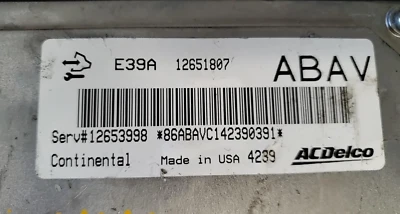 E39A 12651807 ABAV
Serv#12653998 *86ABAVC142390391*
Continental Made in USA 4239 ACDelco